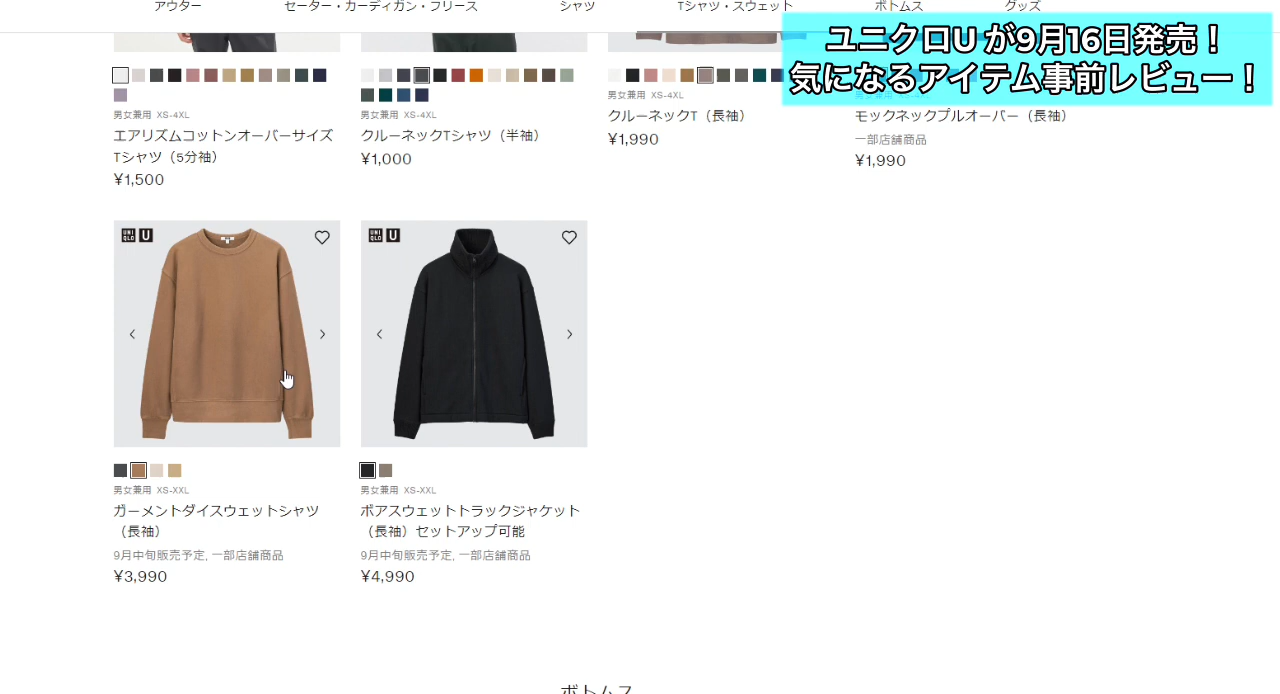 アウター
セーター・カーディガン・フリース
シャツ
Tシャツ・スウェット
ボトムス
グッズ
ユニクロU が9月16日発売！
気になるアイテム事前レビュー！
男女兼用 XS-4XL
エアリズムコットンオーバーサイズ
Tシャツ（5分袖）
¥1,500
男女兼用 XS-4XL
クルーネックTシャツ（半袖）
¥1,000
男女兼用 XS-4XL
クルーネックT（長袖）
¥1,990
モックネックプルオーバー（長袖）
一部店舗商品
¥1,990
UNI
QLO
U
UNI
QLO
U
男女兼用 XS-XXL
ガーメントダイスウェットシャツ
（長袖）
9月中旬販売予定, 一部店舗商品
¥3,990
男女兼用 XS-XXL
ボアスウェットトラックジャケット
（長袖）セットアップ可能
9月中旬販売予定, 一部店舗商品
¥4,990
ボトムス